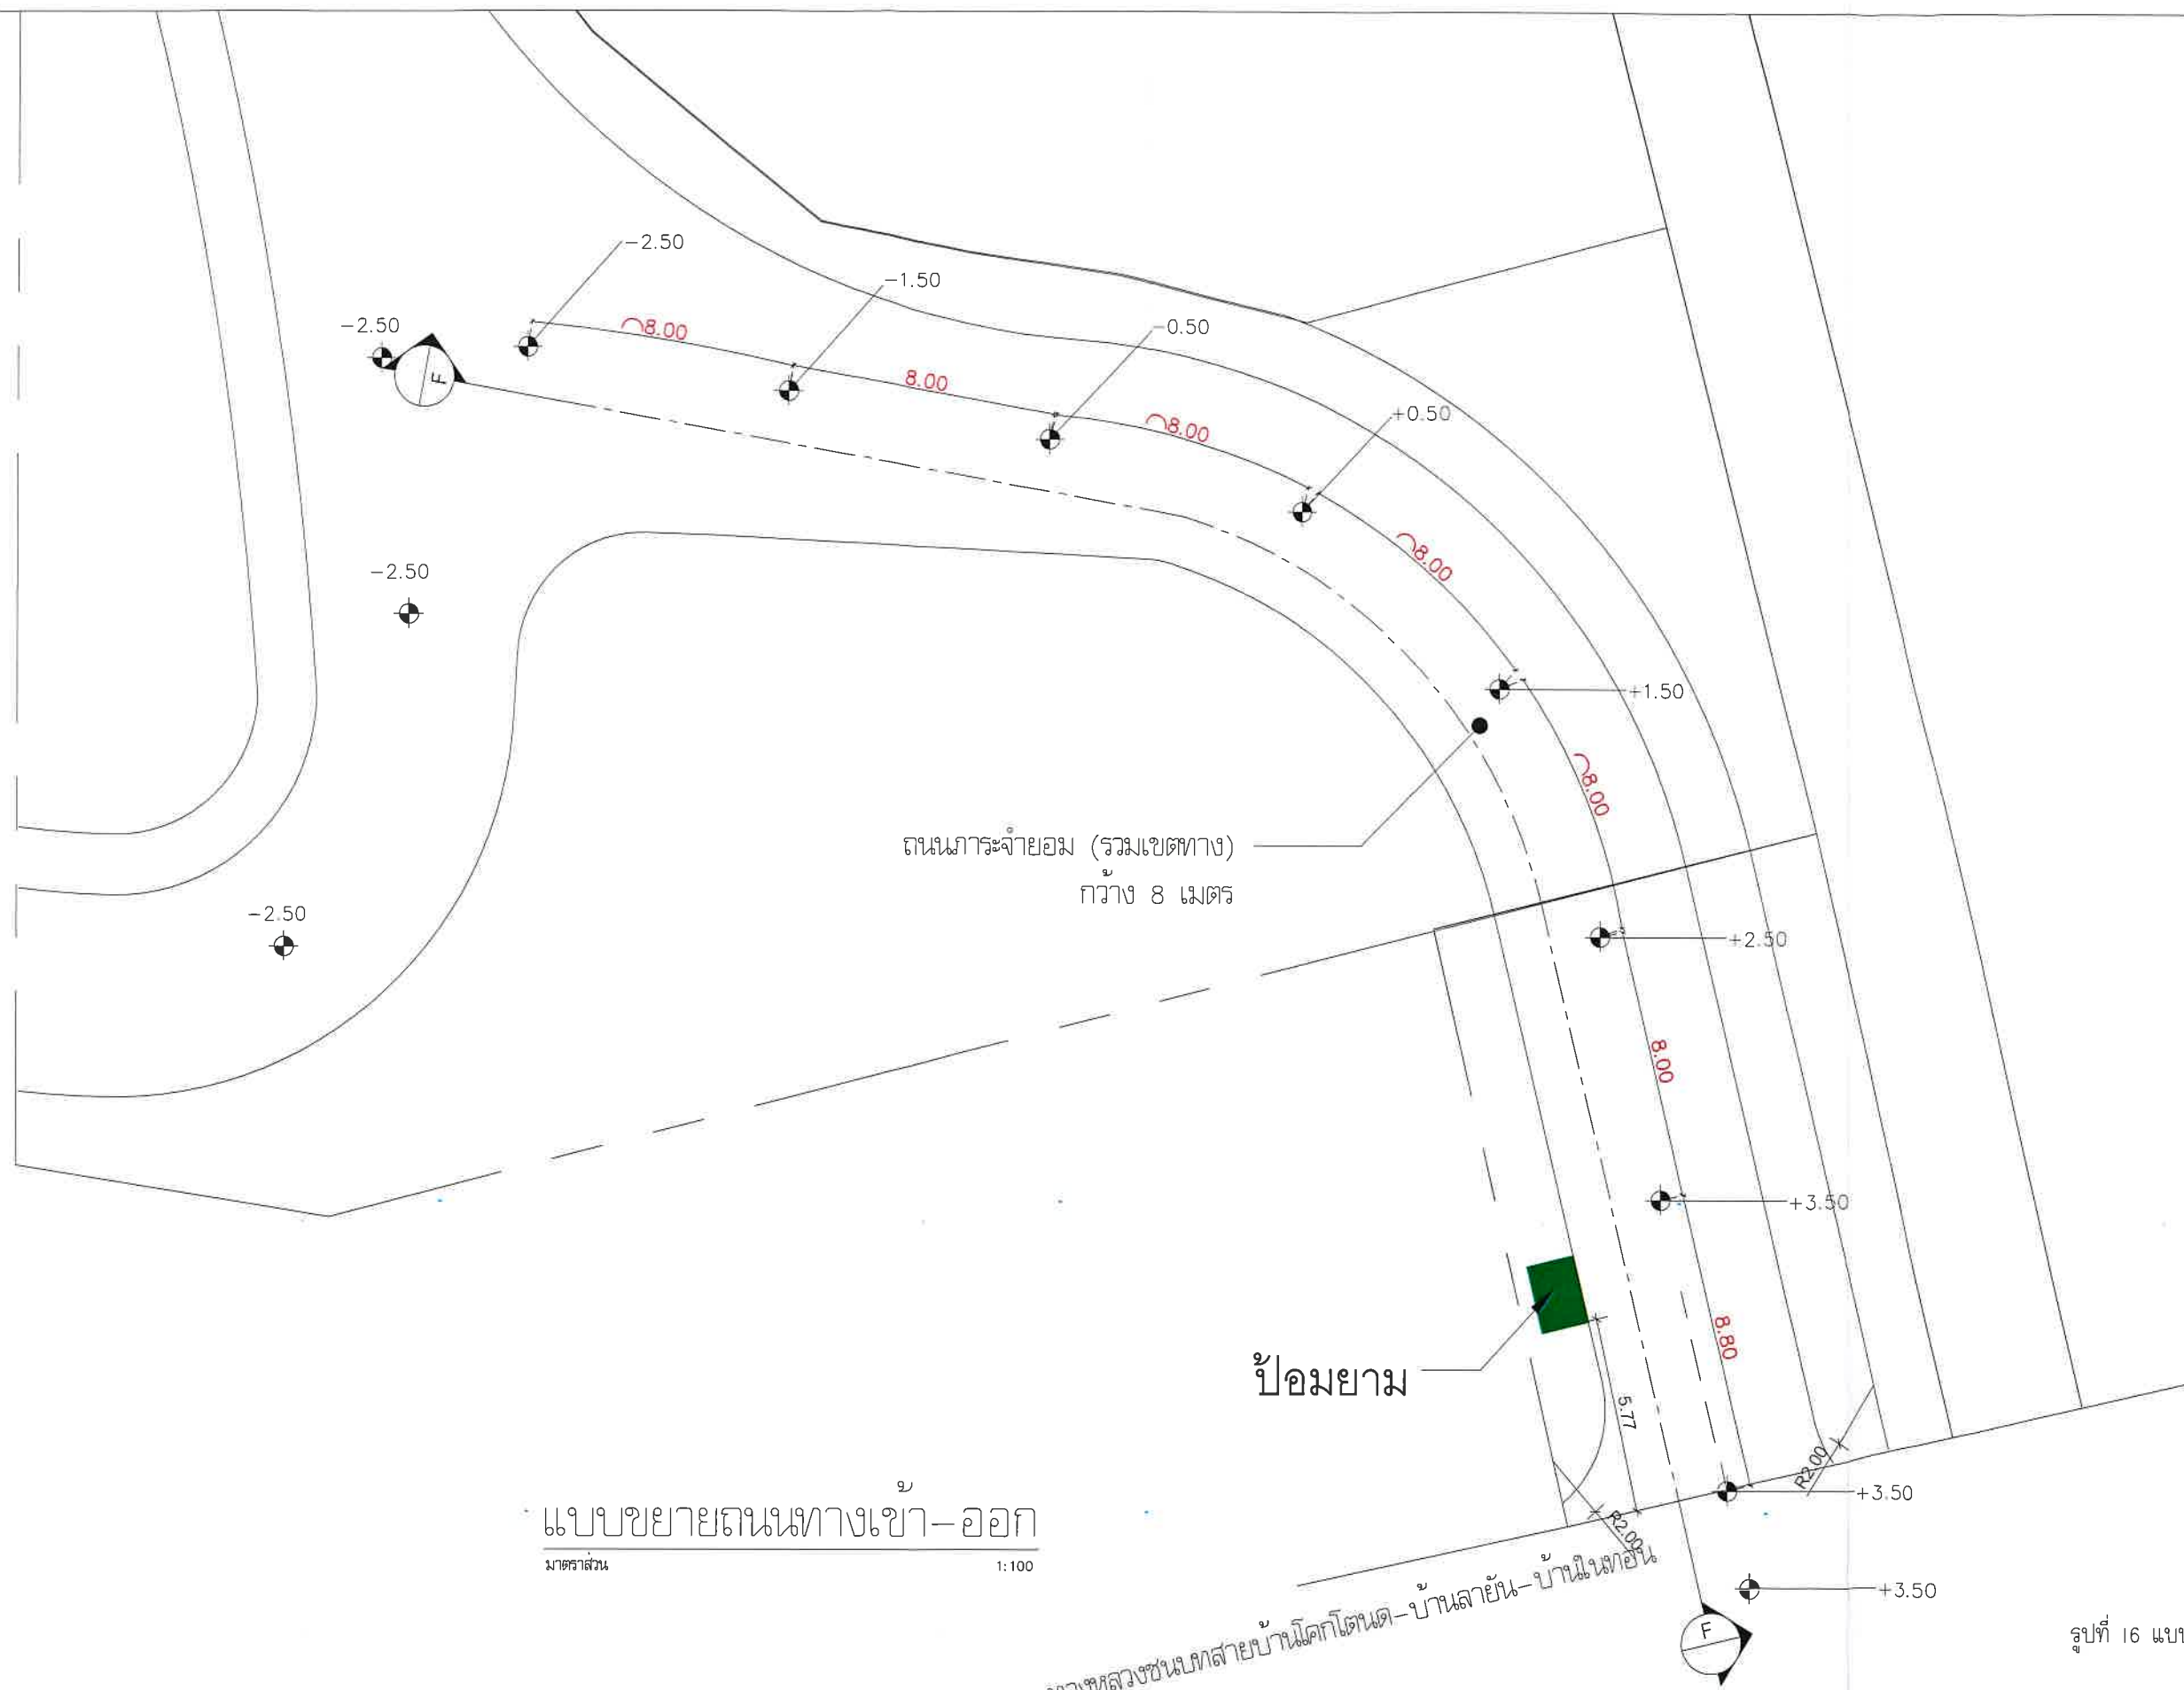 -2.50
-1.50
-2.50
-0.50
8.00
8.00
8.00
+0.50
F
8.00
-2.50
+1.50
8.00
ถนนภาระจำยอม (รวมเขตทาง)
กว้าง 8 เมตร
-2.50
+2.50
8.00
+3.50
8.80
ป้อมยาม
5.77
R2.00
+3.50
R2.00
แบบขยายถนนทางเข้า-ออก
มาตราส่วน 1:100
+3.50
ทางหลวงชนบทสายบ้านโคกโตนด-บ้านลายัน-บ้านในทอน
F
รูปที่ 16